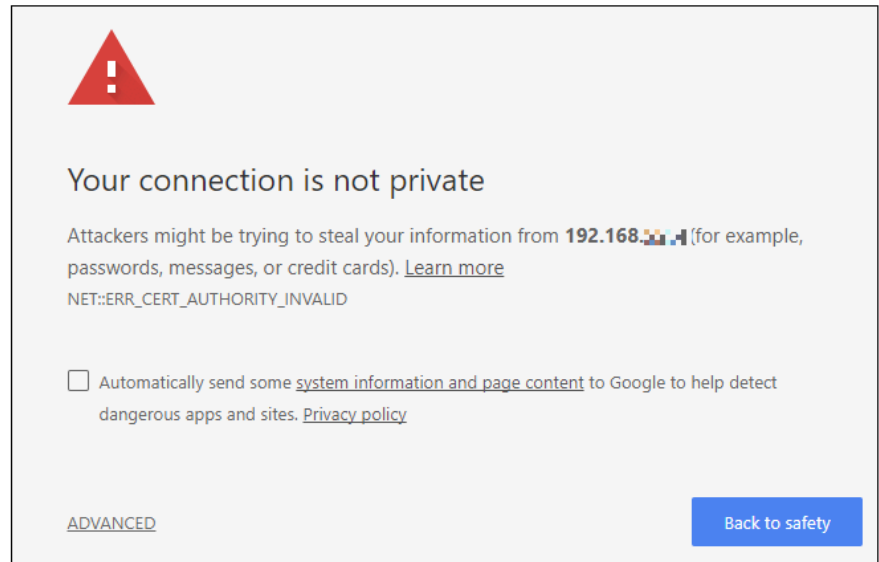 Your connection is not private
Attackers might be trying to steal your information from 192.168. (for example,
passwords, messages, or credit cards). Learn more
NET::ERR_CERT_AUTHORITY_INVALID
Automatically send some system information and page content to Google to help detect
dangerous apps and sites. Privacy policy
ADVANCED
Back to safety